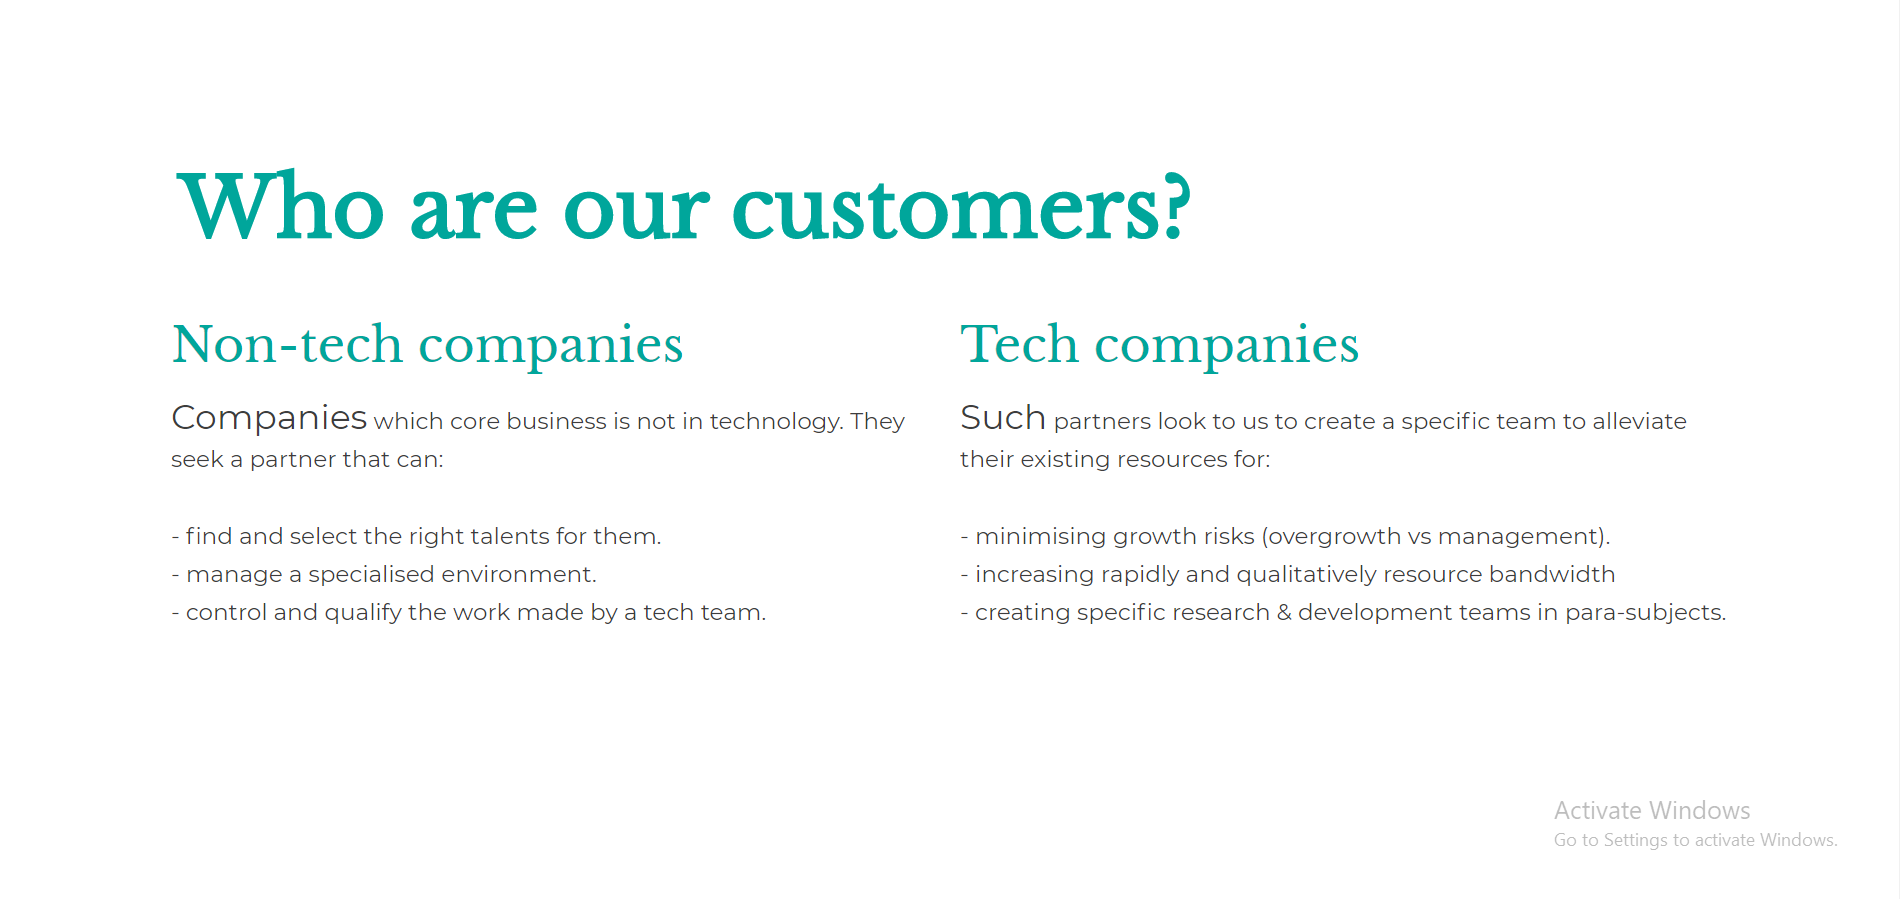 Who are our customers?
Non-tech companies
Companies which core business is not in technology. They
seek a partner that can:
- find and select the right talents for them.
- manage a specialised environment.
- control and qualify the work made by a tech team.
Tech companies
Such partners look to us to create a specific team to alleviate
their existing resources for:
- minimising growth risks (overgrowth vs management).
- increasing rapidly and qualitatively resource bandwidth
- creating specific research & development teams in para-subjects.
Activate Windows
Go to Settings to activate Windows.